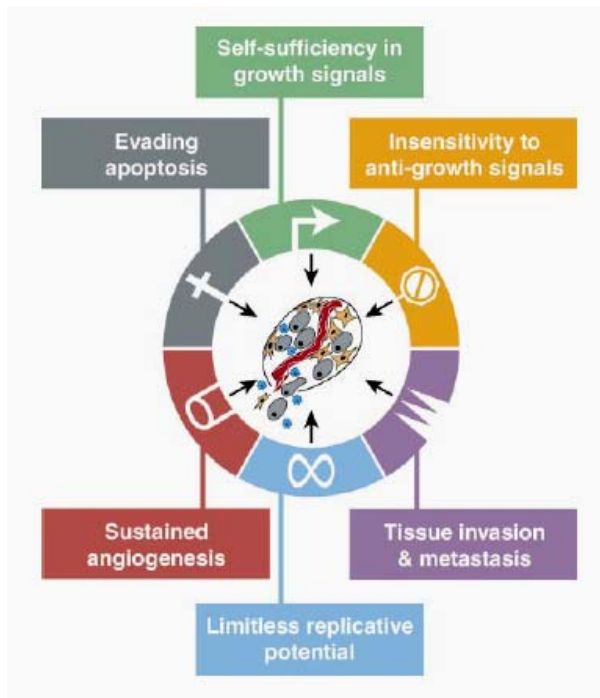 Self-sufficiency in
growth signals
Evading
apoptosis
Insensitivity to
anti-growth signals
Sustained
angiogenesis
Tissue invasion
& metastasis
Limitless replicative
potential